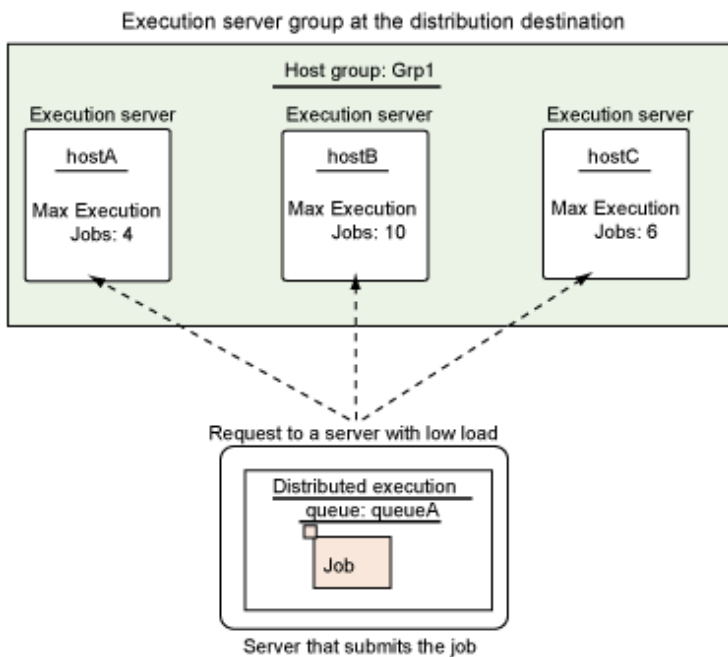 Execution server group at the distribution destination
Host group: Grp1
Execution server
Execution server
Execution server
hostA
hostB
hostC
Max Execution
Jobs: 4
Max Execution
Jobs: 10
Max Execution
Jobs: 6
Request to a server with low load
Distributed execution
queue: queueA
Job
Server that submits the job